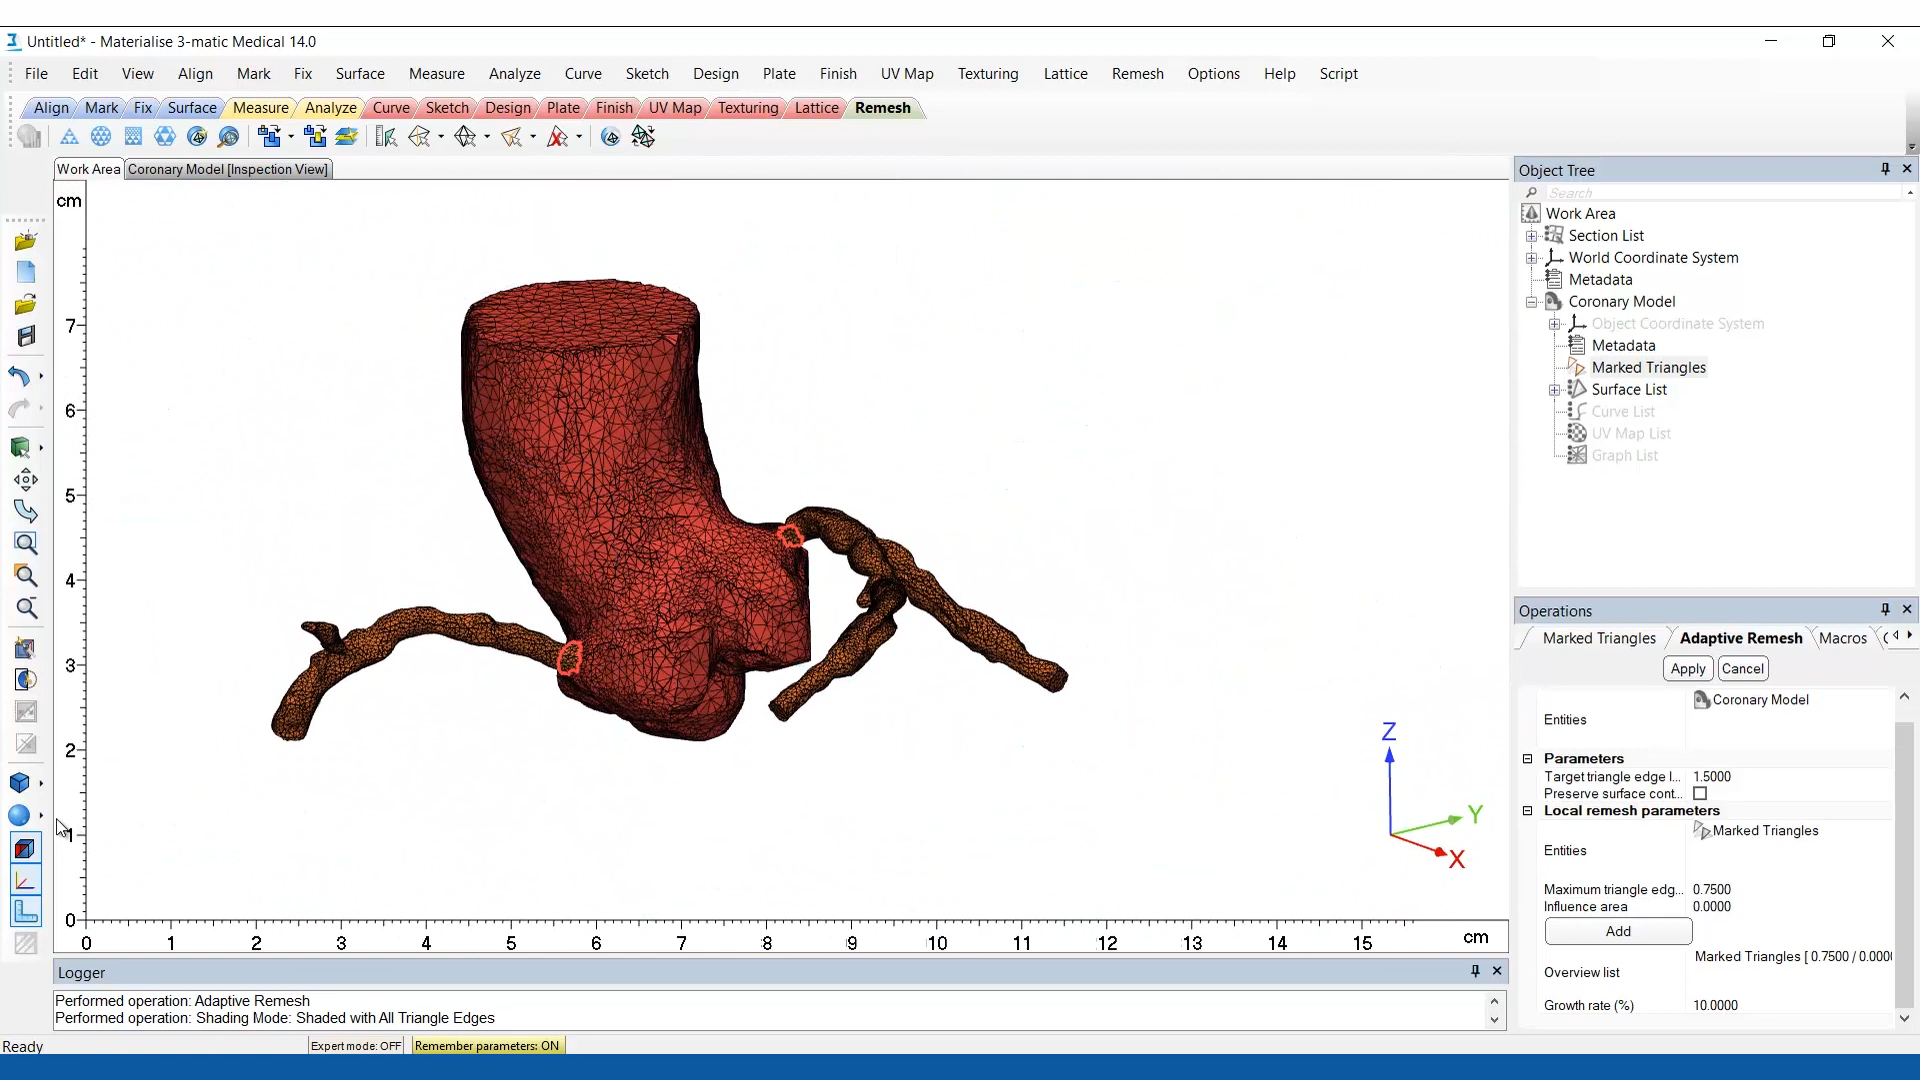 Untitled* - Materialise 3-matic Medical 14.0
File Edit View Align Mark Fix Surface Measure Analyze Curve Sketch Design Plate Finish UV Map Texturing Lattice Remesh Options Help Script
Align Mark Fix Surface Measure Analyze Curve Sketch Design Plate Finish UV Map Texturing Lattice Remesh
Work Area Coronary Model [Inspection View]
cm
7
6
5
4
3
2
1
0
0 1 2 3 4 5 6 7 8 9 10 11 12 13 14 15 cm
Z
Y
X
Object Tree
Search
Work Area
Section List
World Coordinate System
Metadata
Coronary Model
Object Coordinate System
Metadata
Marked Triangles
Surface List
Curve List
UV Map List
Graph List
Operations
Marked Triangles Adaptive Remesh Macros
Apply Cancel
Coronary Model
Entities
Parameters
Target triangle edge l... 1.5000
Preserve surface cont...
Local remesh parameters
Marked Triangles
Entities
Maximum triangle edg... 0.7500
Influence area 0.0000
Add
Marked Triangles [ 0.7500 / 0.000
Overview list
Growth rate (%) 10.0000
Logger
Performed operation: Adaptive Remesh
Performed operation: Shading Mode: Shaded with All Triangle Edges
Ready Expert mode: OFF Remember parameters: ON